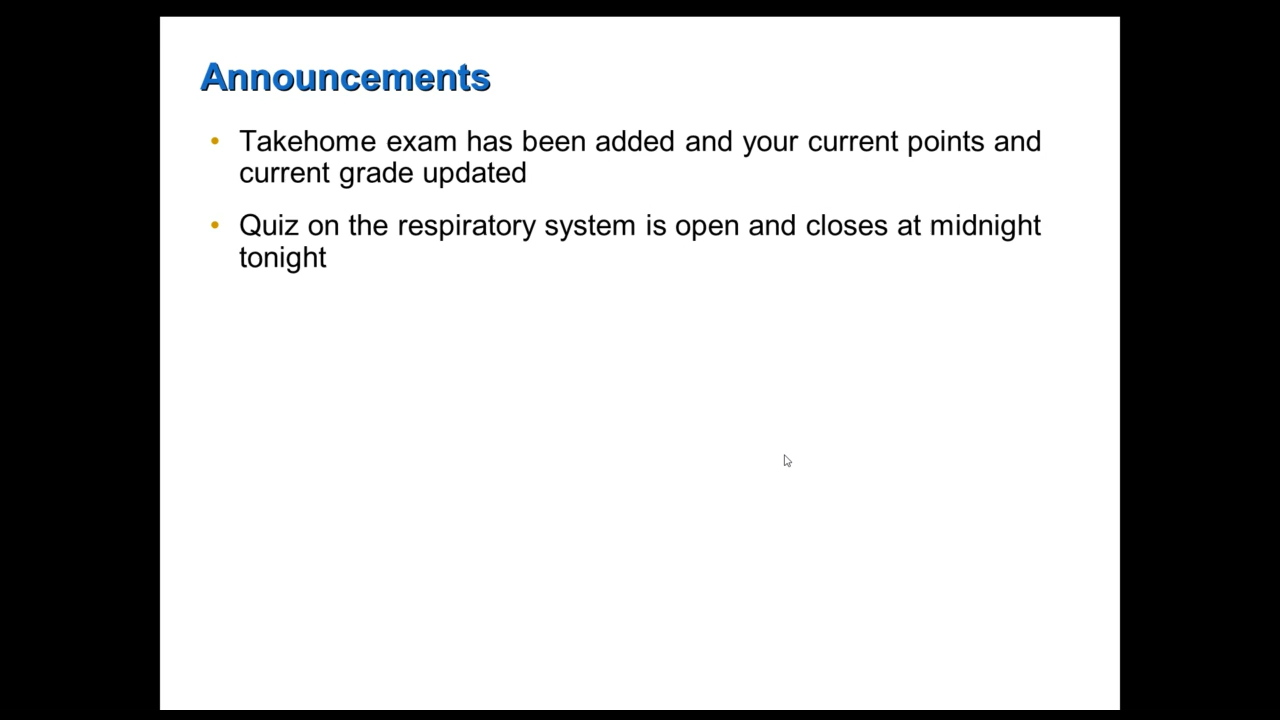 Announcements
• Takehome exam has been added and your current points and
current grade updated
• Quiz on the respiratory system is open and closes at midnight
tonight